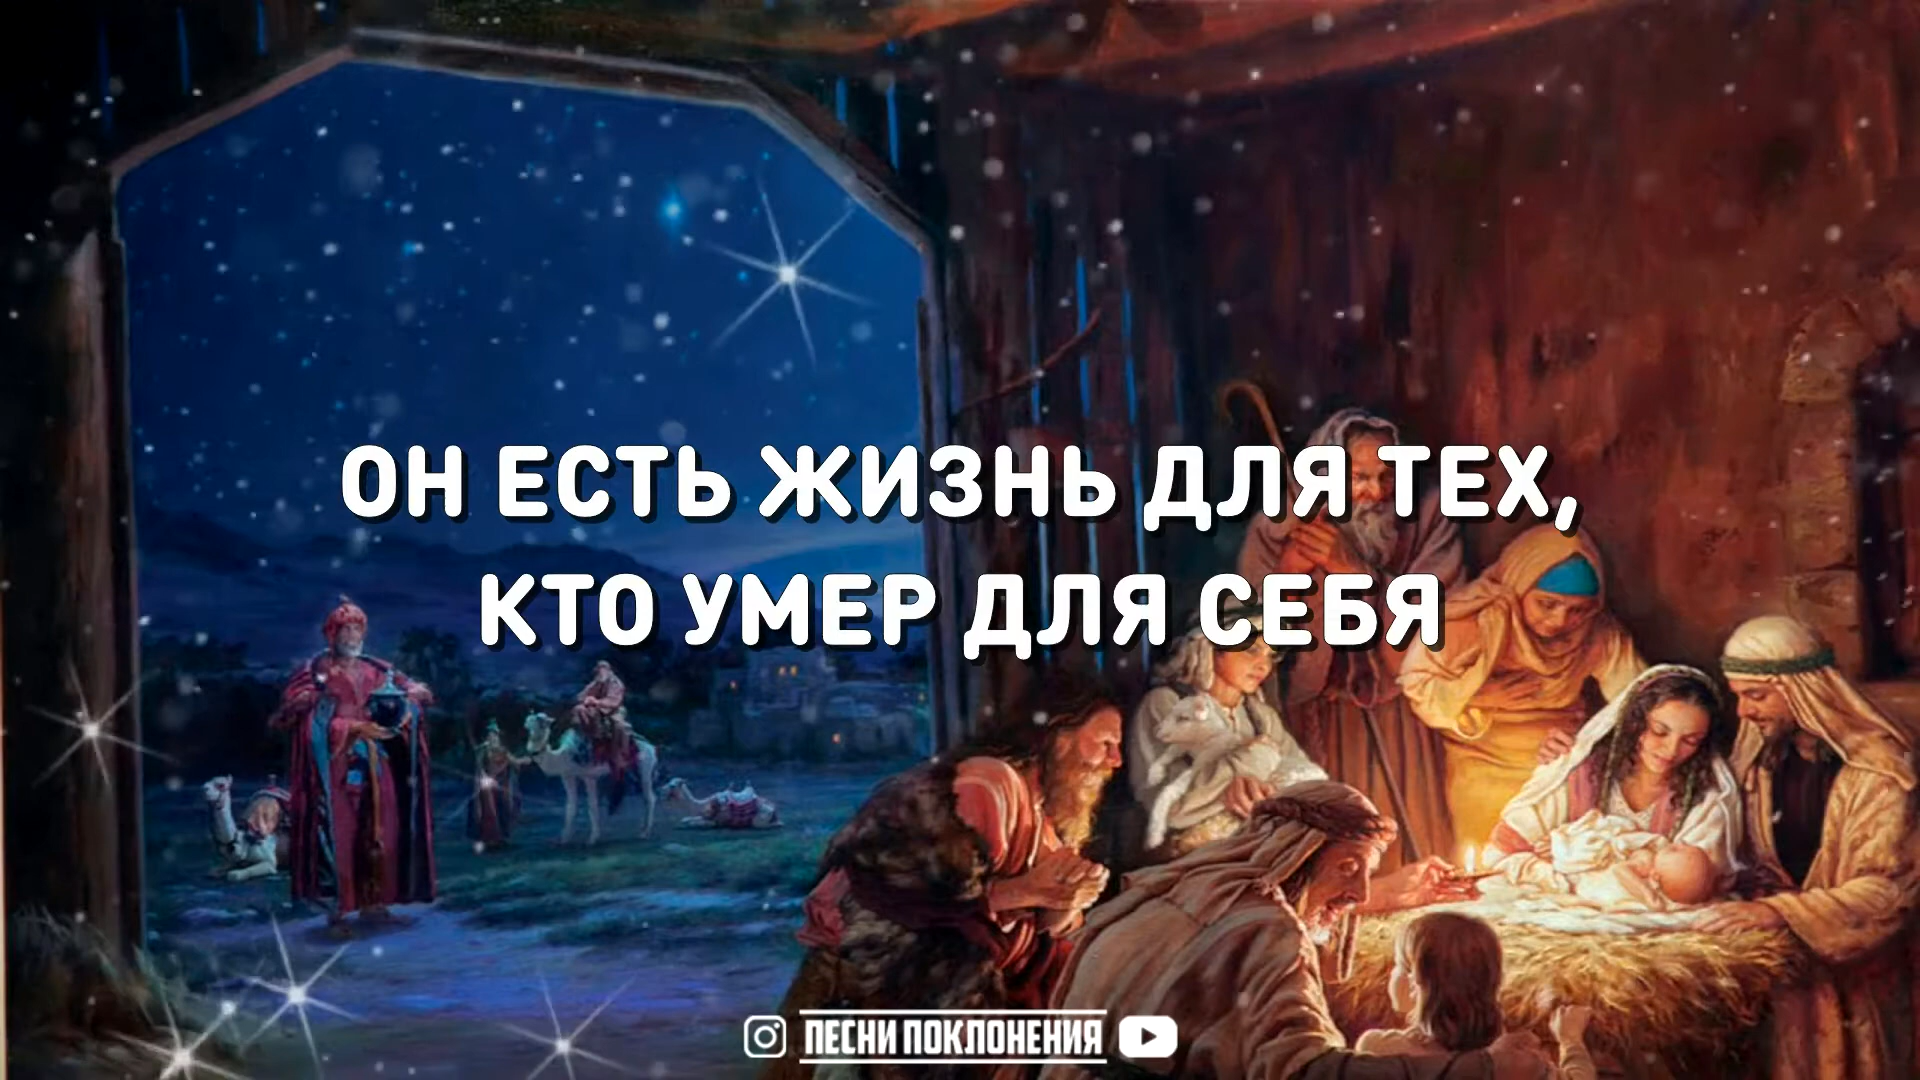 ОН ЕСТЬ ЖИЗНЬ ДЛЯ ТЕХ,
КТО УМЕР ДЛЯ СЕБЯ
ПЕСНИ ПОКЛОНЕНИЯ